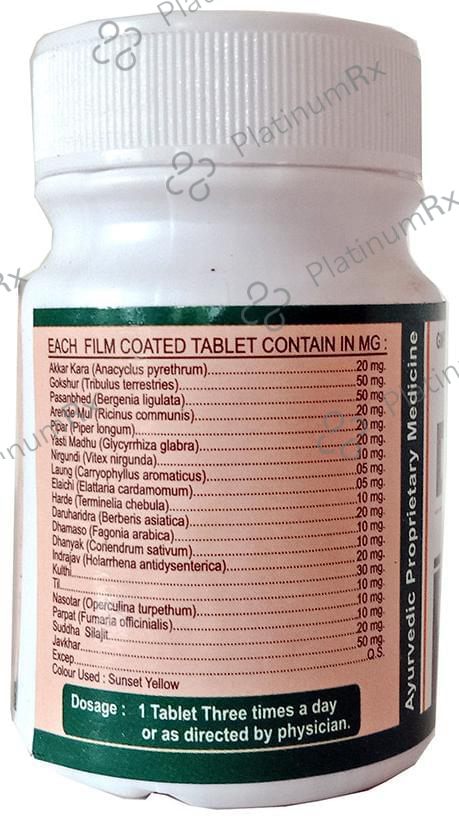 EACH FILM COATED TABLET CONTAIN IN MG :
Akkar Kara (Anacyclus pyrethrum)....................20 mg.
Gokshur (Tribulus terrestries)....................50 mg.
Pasanbhed (Bergenia ligulata)....................50 mg.
Arend Mul (Ricinus communis)....................20 mg.
Pipar (Piper longum)....................20 mg.
Yasti Madhu (Glycyrrhiza glabra)....................20 mg.
Nirgundi (Vitex nirgunda)....................10 mg.
Laung (Carryophyllus aromaticus)....................05 mg.
Elaichi (Elattaria cardamomum)....................05 mg.
Harde (Terminelia chebula)....................10 mg.
Daruharidra (Berberis asiatica)....................20 mg.
Dhamaso (Fagonia arabica)....................10 mg.
Dhanyak (Coriendrum sativum)....................10 mg.
Indrajav (Holarrhena antidysenterica)....................20 mg.
Kulthi....................30 mg.
Til....................10 mg.
Nasotar (Operculina turpethum)....................10 mg.
Parpat (Fumaria officinialis)....................10 mg.
Suddha Silajit....................20 mg.
Javkhar....................50 mg.
Excep....................Q.S.
Colour Used : Sunset Yellow
Dosage : 1 Tablet Three times a day
or as directed by physician.
Ayurvedic Proprietary Medicine
PlatinumRx
PlatinumRx
PlatinumRx